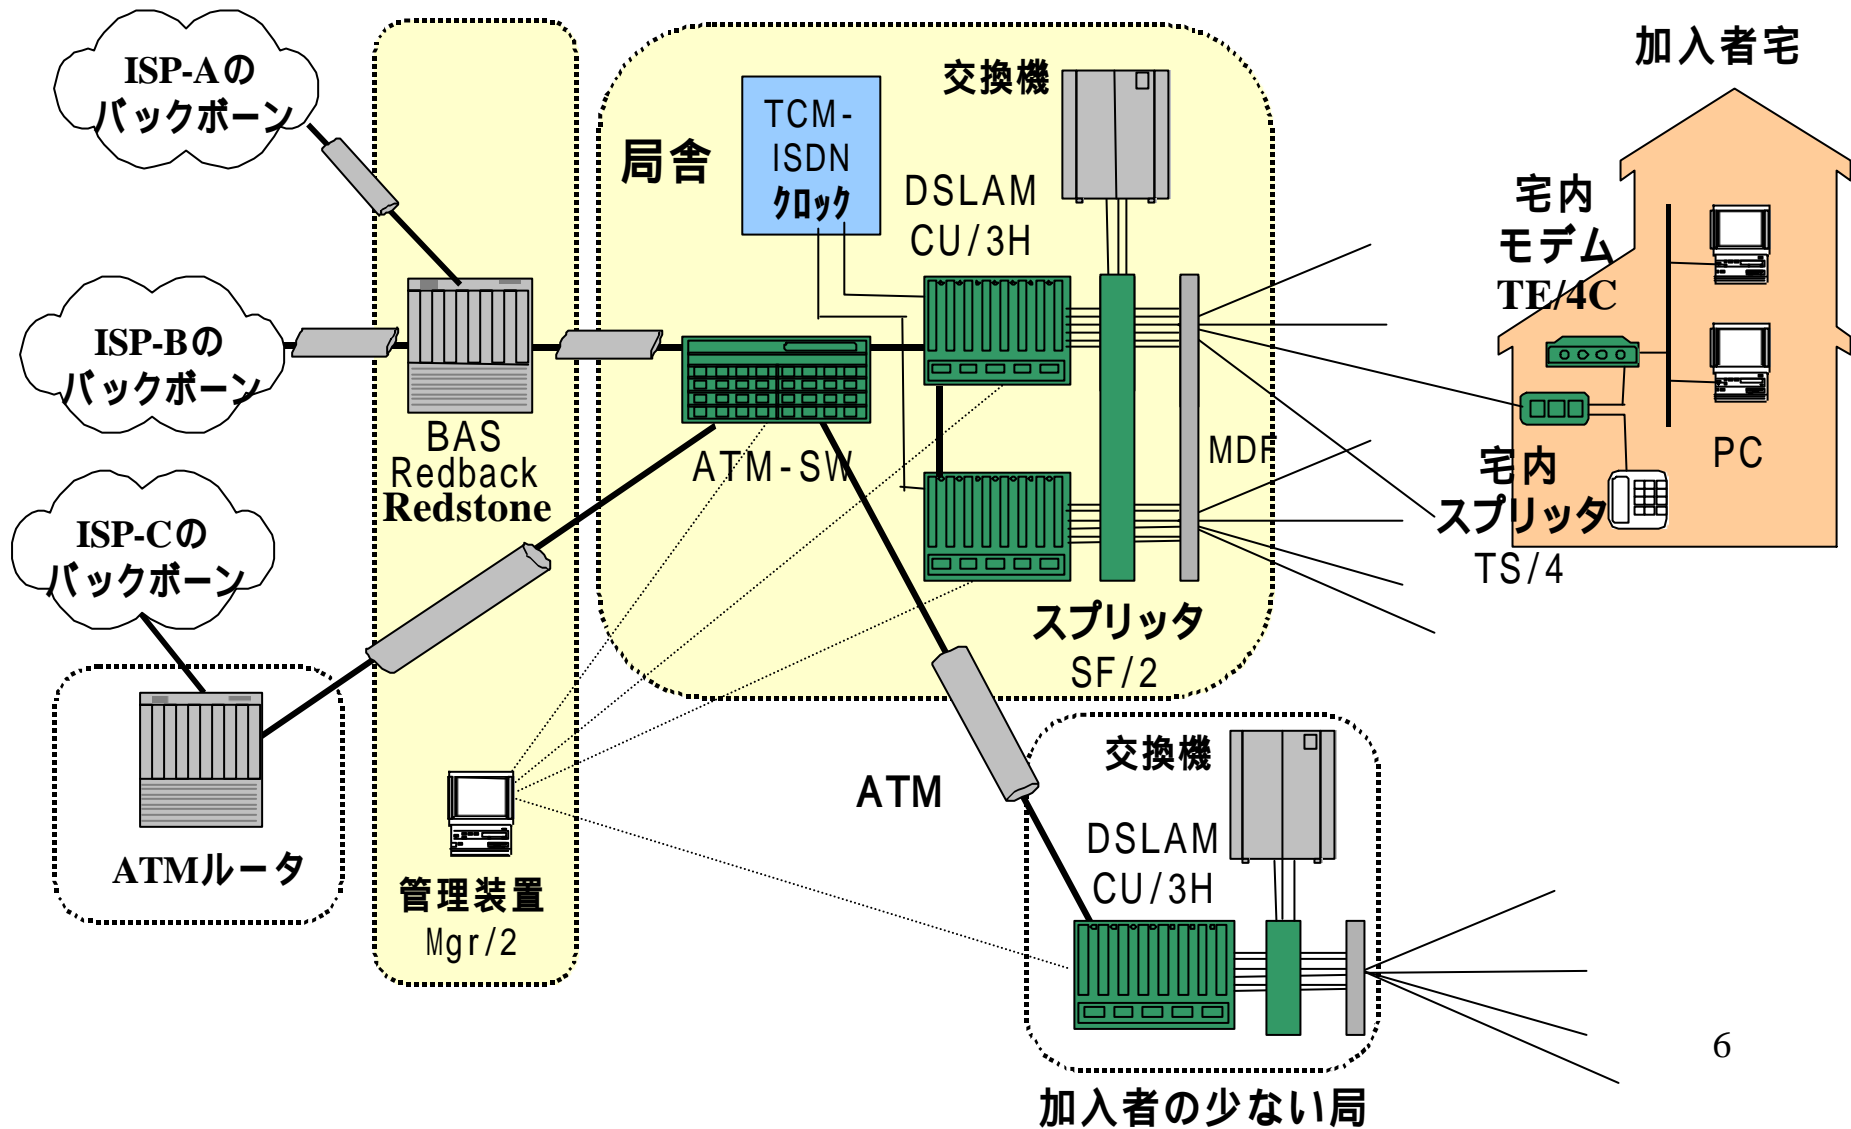 ISP-Aの
バックボーン
ISP-Bの
バックボーン
ISP-Cの
バックボーン
ATMルータ
BAS
Redback
Redstone
管理装置
Mgr/2
局舎
TCM-
ISDN
クロック
交換機
DSLAM
CU/3H
ATM-SW
MDF
スプリッタ
SF/2
ATM
交換機
DSLAM
CU/3H
加入者の少ない局
加入者宅
宅内
モデム
TE/4C
PC
宅内
スプリッタ
TS/4
6